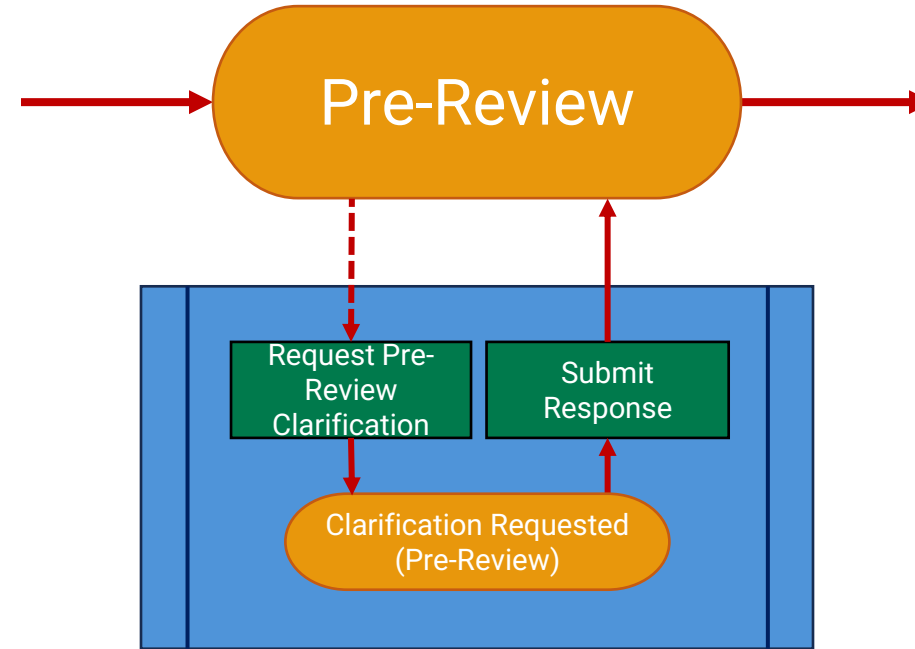 Pre-Review
Request Pre-
Review
Clarification
Submit
Response
Clarification Requested
(Pre-Review)